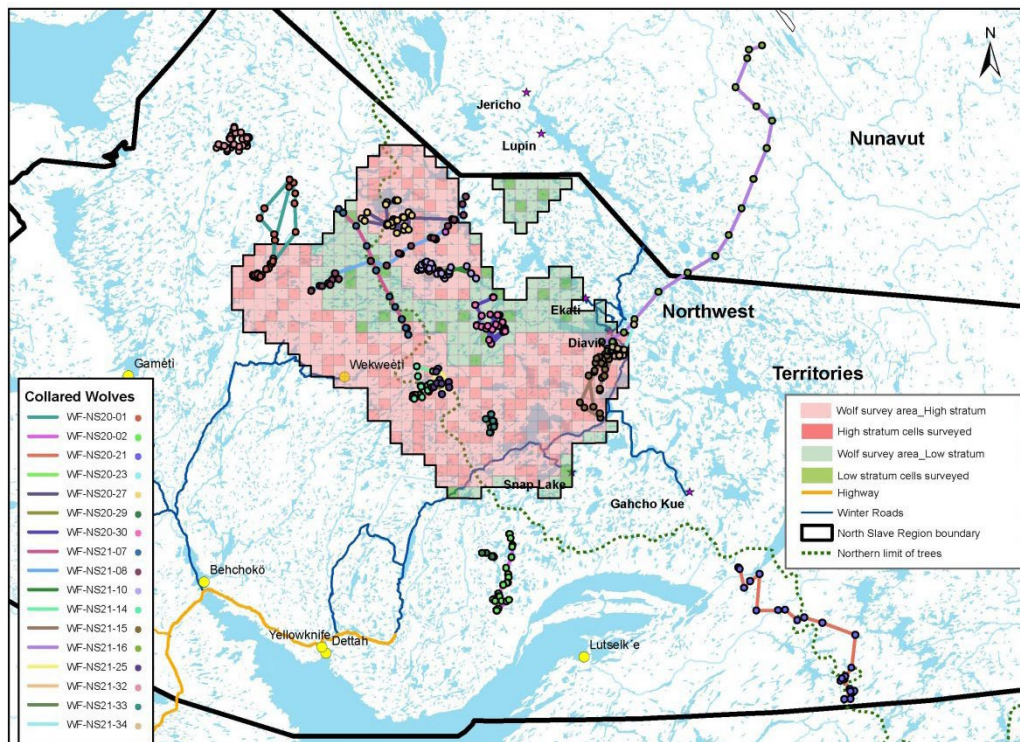 N
Jericho
Lupin
Nunavut
Ekati
Northwest
Diavik
Territories
Gamètì
Wekweètì
Collared Wolves
WF-NS20-01
WF-NS20-02
WF-NS20-21
WF-NS20-23
WF-NS20-27
WF-NS20-29
WF-NS20-30
WF-NS21-07
WF-NS21-08
WF-NS21-10
WF-NS21-14
WF-NS21-15
WF-NS21-16
WF-NS21-25
WF-NS21-32
WF-NS21-33
WF-NS21-34
Wolf survey area_High stratum
High stratum cells surveyed
Wolf survey area_Low stratum
Low stratum cells surveyed
Highway
Winter Roads
North Slave Region boundary
Northern limit of trees
Snap Lake
Gahcho Kue
Behchokö
Yellowknife
Dettah
Lutselk´e